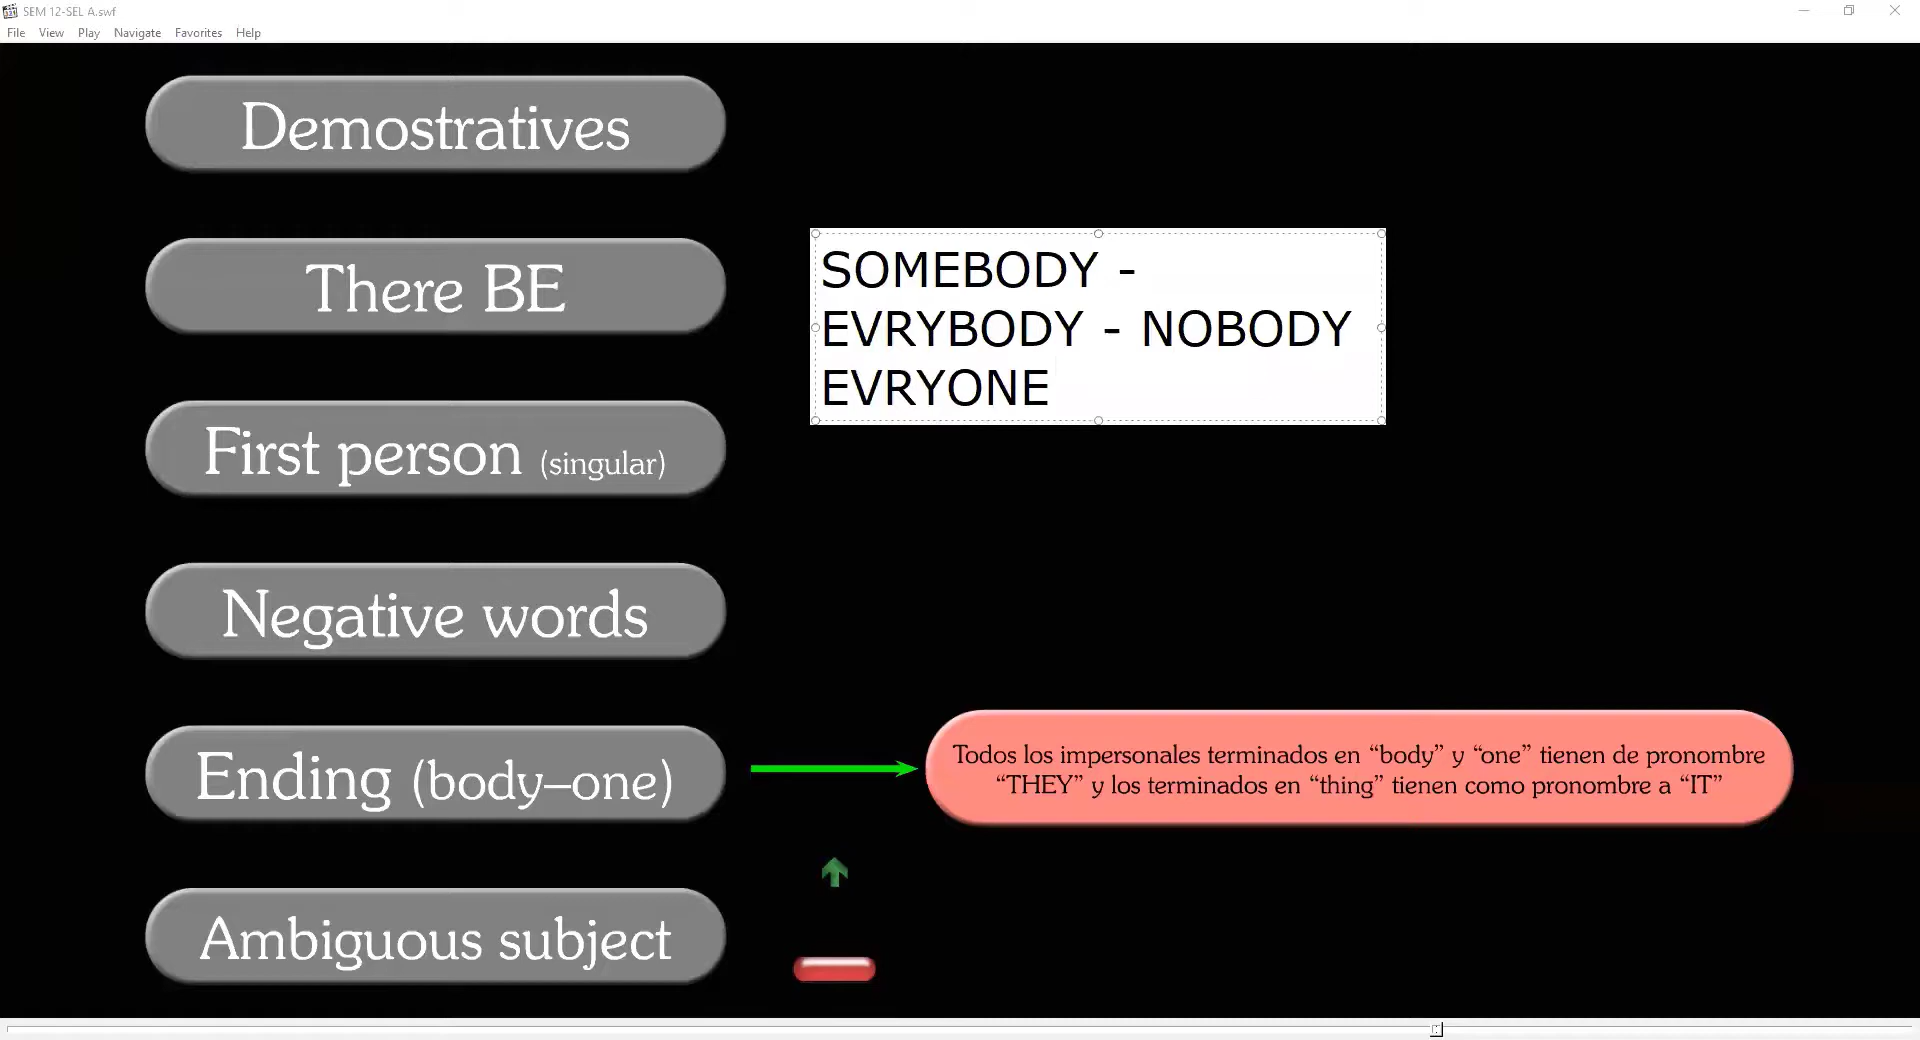 SEM 12-SEL A.swf
File View Play Navigate Favorites Help
Demostratives
There BE
First person (singular)
Negative words
Ending (body–one)
Ambiguous subject
SOMEBODY -
EVRYBODY - NOBODY
EVRYONE
Todos los impersonales terminados en “body” y “one” tienen de pronombre
“THEY” y los terminados en “thing” tienen como pronombre a “IT”